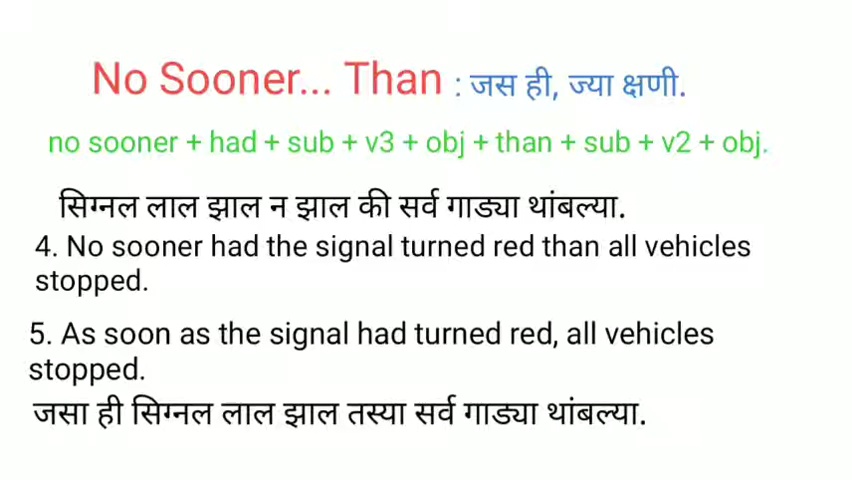 No Sooner... Than : जस ही, ज्या क्षणी.
no sooner + had + sub + v3 + obj + than + sub + v2 + obj.
सिग्नल लाल झाल न झाल की सर्व गाड्या थांबल्या.
4. No sooner had the signal turned red than all vehicles
stopped.
5. As soon as the signal had turned red, all vehicles
stopped.
जसा ही सिग्नल लाल झाल तस्या सर्व गाड्या थांबल्या.